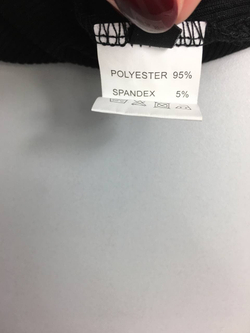 POLYESTER 95%
SPANDEX 5%